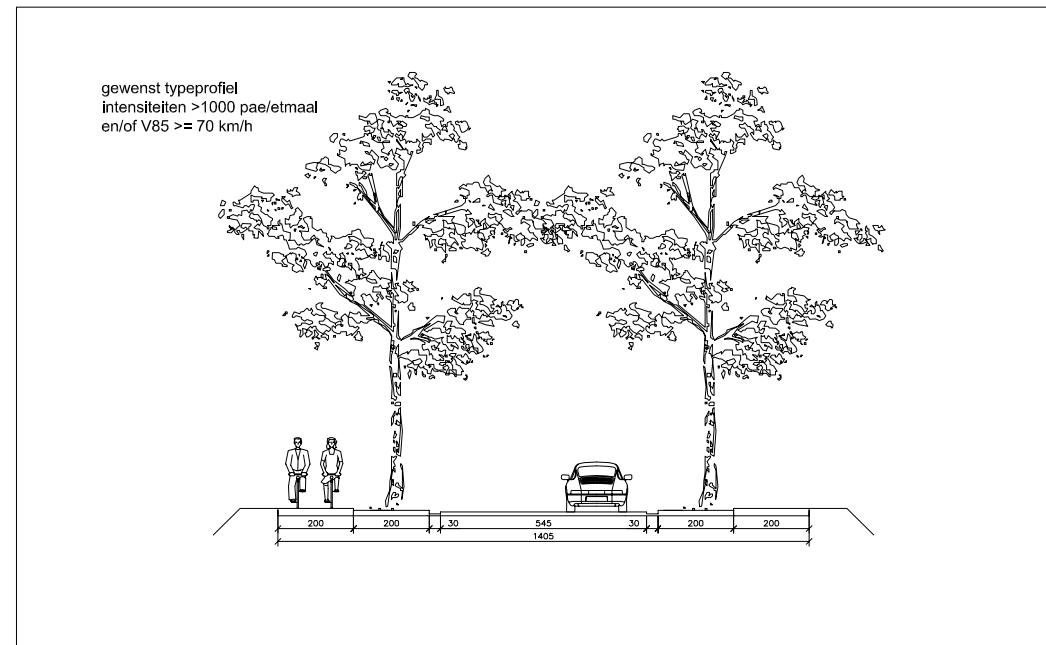 gewenst typeprofiel
intensiteiten >1000 pae/etmaal
en/of V85 >= 70 km/h
200 200 30 545 30 200 200
1405